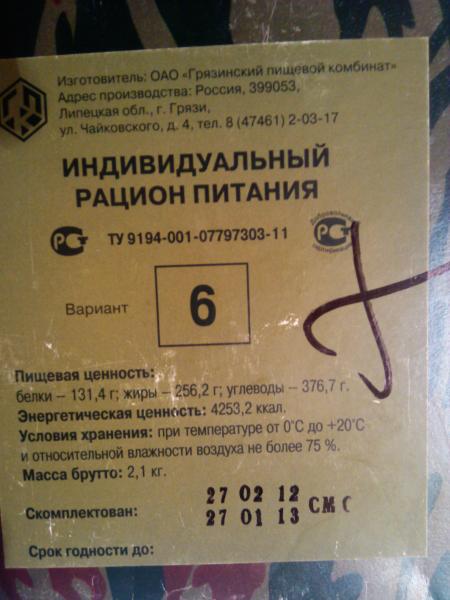 Изготовитель: ОАО «Грязинский пищевой комбинат»
Адрес производства: Россия, 399053,
Липецкая обл., г. Грязи,
ул. Чайковского, д. 4, тел. 8 (47461) 2-03-17
ИНДИВИДУАЛЬНЫЙ
РАЦИОН ПИТАНИЯ
РСТ ТУ 9194-001-07797303-11 Добровольная РСТ сертификация
Вариант 6
Пищевая ценность:
белки – 131,4 г; жиры – 256,2 г; углеводы – 376,7 г.
Энергетическая ценность: 4253,2 ккал.
Условия хранения: при температуре от 0°С до +20°С
и относительной влажности воздуха не более 75 %.
Масса брутто: 2,1 кг.
27 02 12
Скомплектован: СМС
27 01 13
Срок годности до: